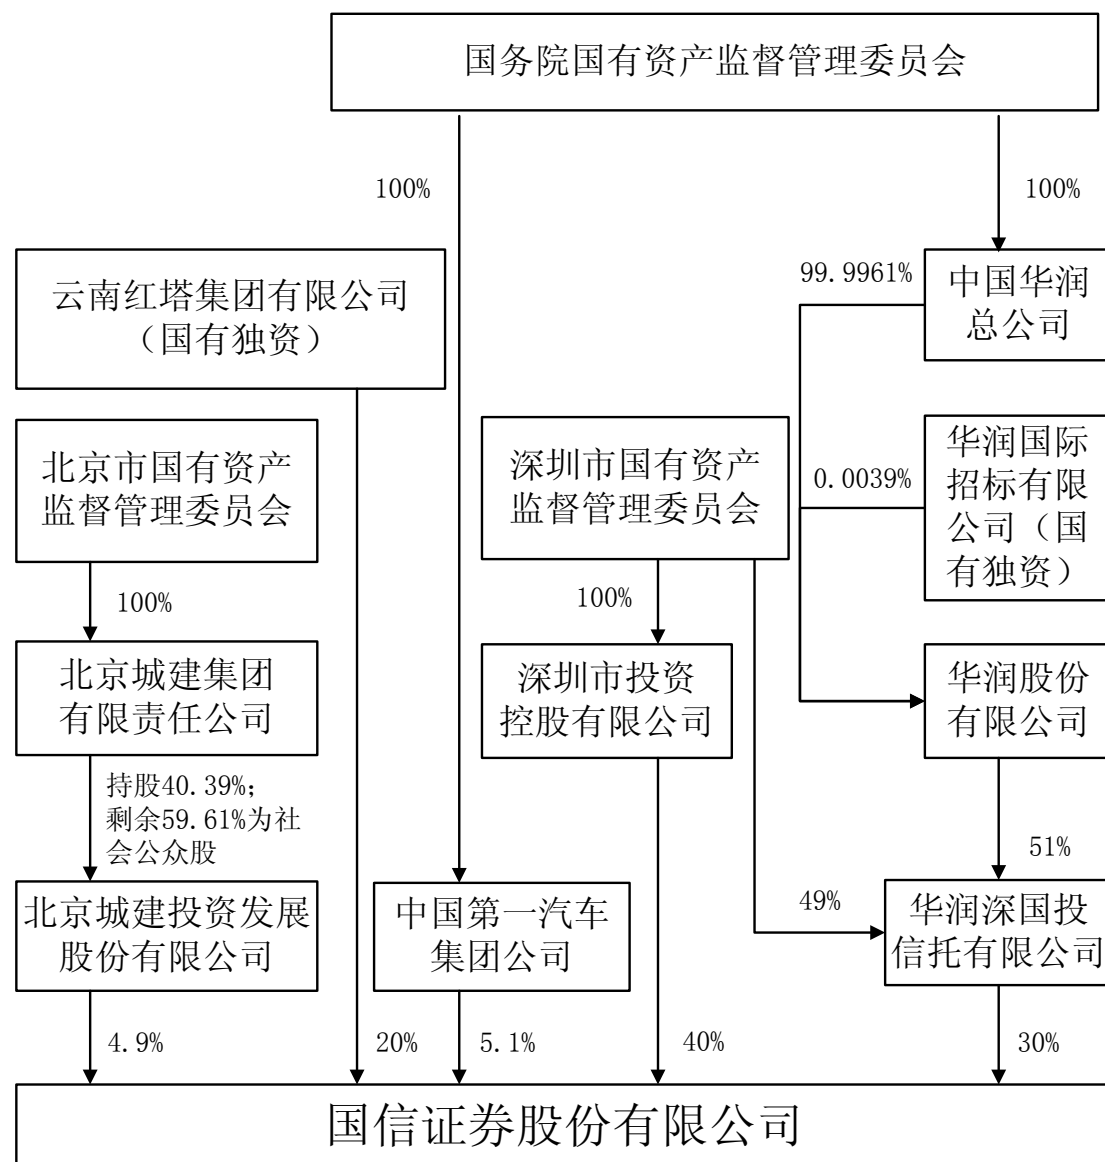 国务院国有资产监督管理委员会
100%
100%
云南红塔集团有限公司
（国有独资）
99.9961%
中国华润
总公司
北京市国有资产
监督管理委员会
深圳市国有资产
监督管理委员会
0.0039%
华润国际
招标有限
公司（国
有独资）
100%
100%
北京城建集团
有限责任公司
深圳市投资
控股有限公司
华润股份
有限公司
持股40.39%;
剩余59.61%为社
会公众股
51%
北京城建投资发展
股份有限公司
中国第一汽车
集团公司
49%
华润深国投
信托有限公司
4.9%
20%
5.1%
40%
30%
国信证券股份有限公司